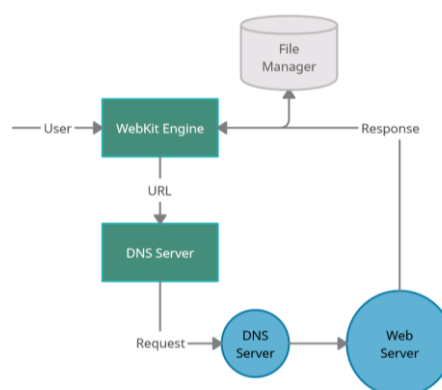 File
Manager
User
WebKit Engine
Response
URL
DNS Server
Request
DNS
Server
Web
Server